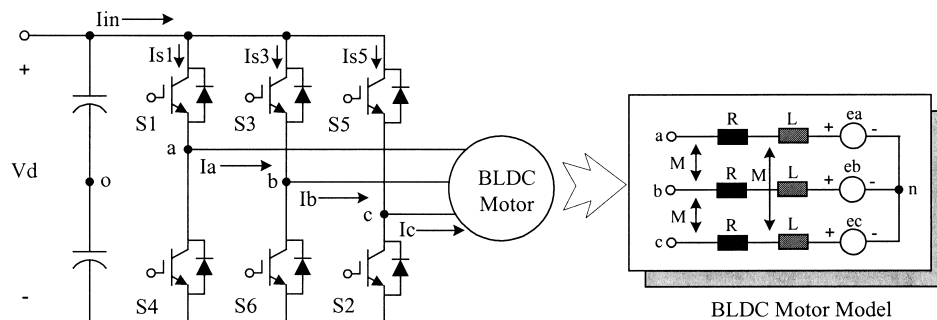 Iin
+
Vd
o
-
Is1
Is3
Is5
S1
S3
S5
a
Ia
b
Ib
c
Ic
S4
S6
S2
BLDC
Motor
a
R
L
+
ea
-
M
M
b
R
L
+
eb
-
n
M
c
R
L
+
ec
-
BLDC Motor Model